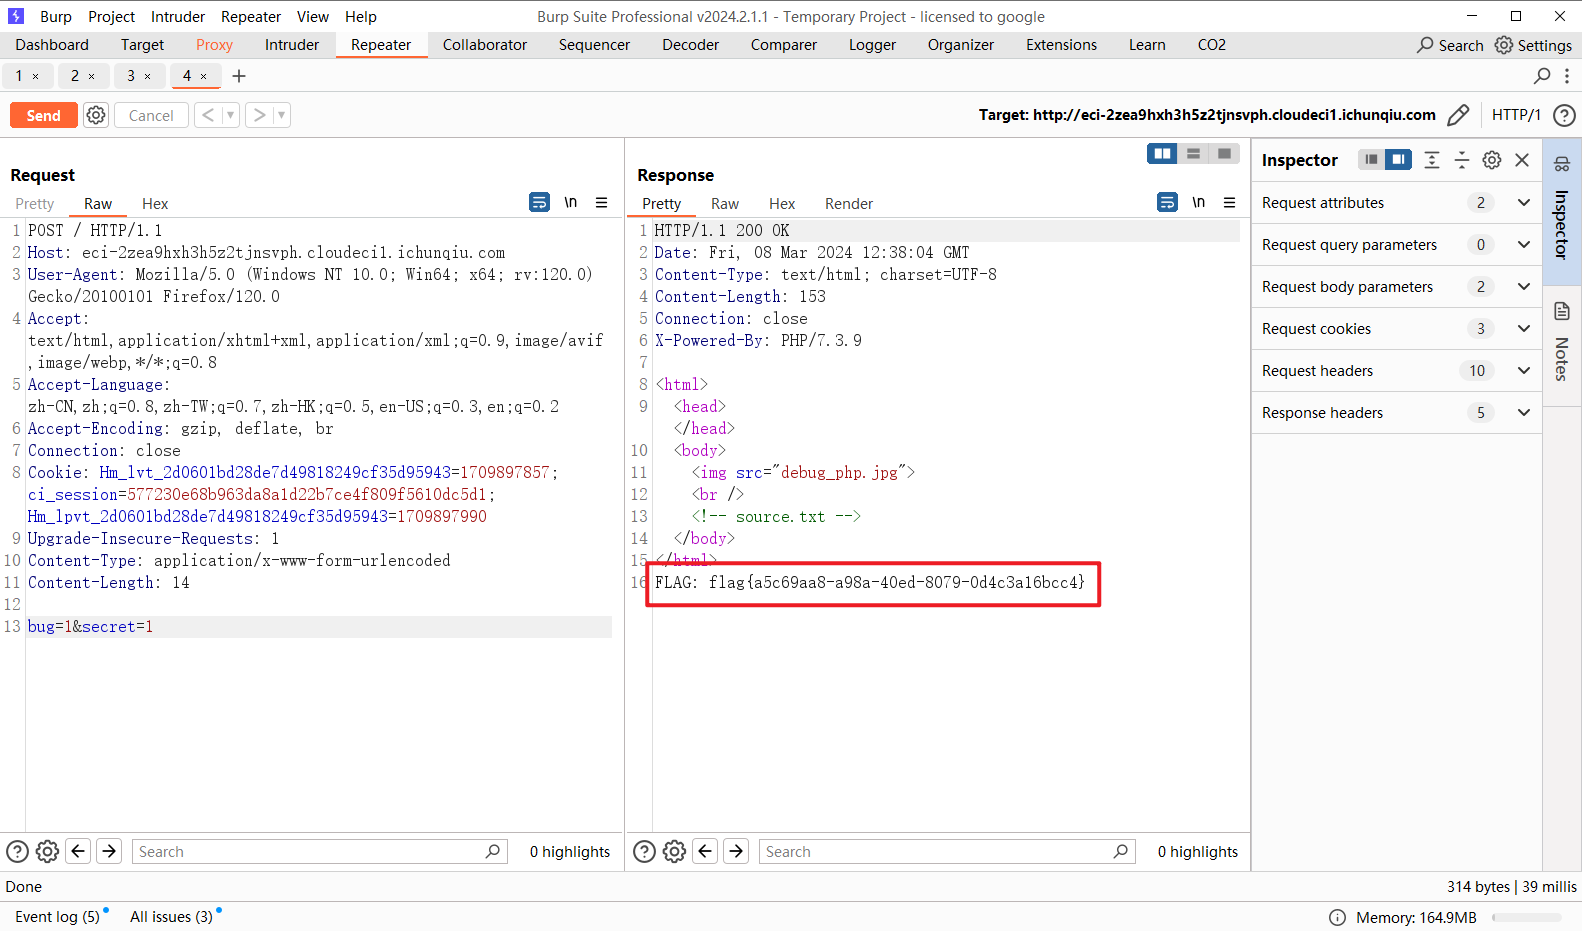 Burp Project Intruder Repeater View Help Burp Suite Professional v2024.2.1.1 - Temporary Project - licensed to google
Dashboard Target Proxy Intruder Repeater Collaborator Sequencer Decoder Comparer Logger Organizer Extensions Learn CO2 Search Settings
1 × 2 × 3 × 4 × +
Send Cancel < > Target: http://eci-2zea9hxh3h5z2tjnsvph.cloudeci1.ichunqiu.com HTTP/1
Request
Pretty Raw Hex \n
1 POST / HTTP/1.1
2 Host: eci-2zea9hxh3h5z2tjnsvph.cloudeci1.ichunqiu.com
3 User-Agent: Mozilla/5.0 (Windows NT 10.0; Win64; x64; rv:120.0)
Gecko/20100101 Firefox/120.0
4 Accept:
text/html,application/xhtml+xml,application/xml;q=0.9,image/avif
,image/webp,*/*;q=0.8
5 Accept-Language:
zh-CN,zh;q=0.8,zh-TW;q=0.7,zh-HK;q=0.5,en-US;q=0.3,en;q=0.2
6 Accept-Encoding: gzip, deflate, br
7 Connection: close
8 Cookie: Hm_lvt_2d0601bd28de7d49818249cf35d95943=1709897857;
ci_session=577230e68b963da8a1d22b7ce4f809f5610dc5d1;
Hm_lpvt_2d0601bd28de7d49818249cf35d95943=1709897990
9 Upgrade-Insecure-Requests: 1
10 Content-Type: application/x-www-form-urlencoded
11 Content-Length: 14
12
13 bug=1&secret=1
Search 0 highlights
Response
Pretty Raw Hex Render \n
1 HTTP/1.1 200 OK
2 Date: Fri, 08 Mar 2024 12:38:04 GMT
3 Content-Type: text/html; charset=UTF-8
4 Content-Length: 153
5 Connection: close
6 X-Powered-By: PHP/7.3.9
7
8 <html>
9 <head>
</head>
10 <body>
11 <img src="debug_php.jpg">
12 <br />
13 <!-- source.txt -->
14 </body>
15 </html>
16 FLAG: flag{a5c69aa8-a98a-40ed-8079-0d4c3a16bcc4}
Search 0 highlights
Inspector
Request attributes 2
Request query parameters 0
Request body parameters 2
Request cookies 3
Request headers 10
Response headers 5
Inspector
Notes
Done 314 bytes | 39 millis
Event log (5) All issues (3) Memory: 164.9MB